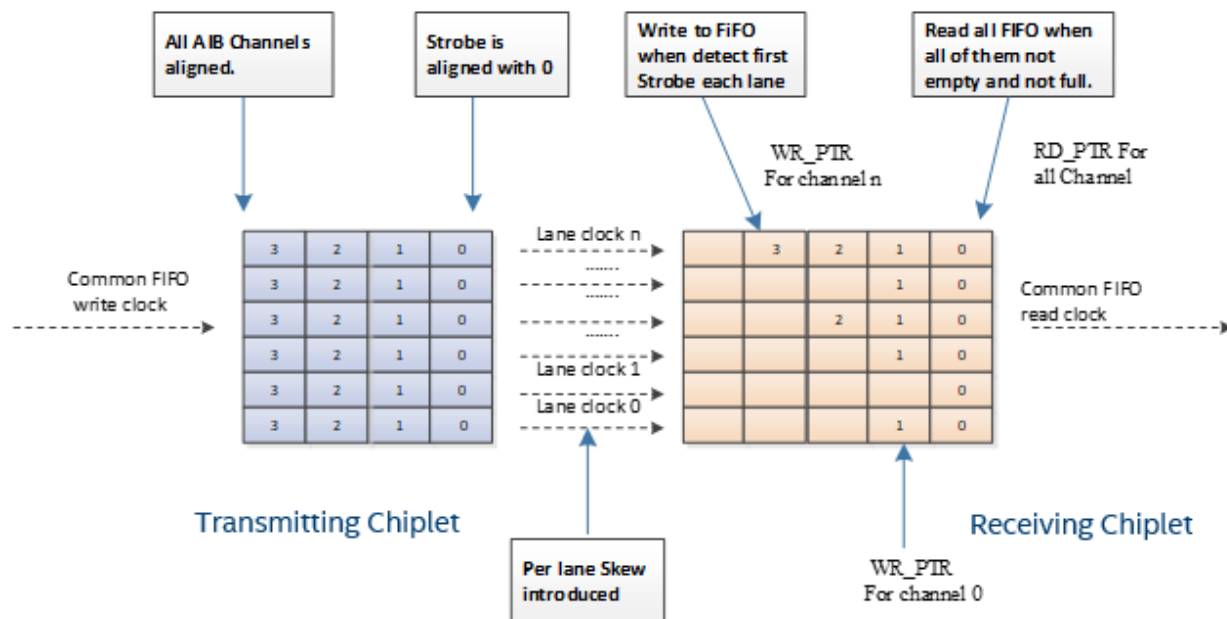 All AIB Channels
aligned.
Strobe is
aligned with 0
Write to FiFO
when detect first
Strobe each lane
Read all FIFO when
all of them not
empty and not full.
WR_PTR
For channel n
RD_PTR For
all Channel
Common FIFO
write clock
3 2 1 0
3 2 1 0
3 2 1 0
3 2 1 0
3 2 1 0
3 2 1 0
Lane clock n
.......
.......
.......
Lane clock 1
Lane clock 0
3 2 1 0
1 0
2 1 0
1 0
0
1 0
Common FIFO
read clock
Transmitting Chiplet
Receiving Chiplet
Per lane Skew
introduced
WR_PTR
For channel 0